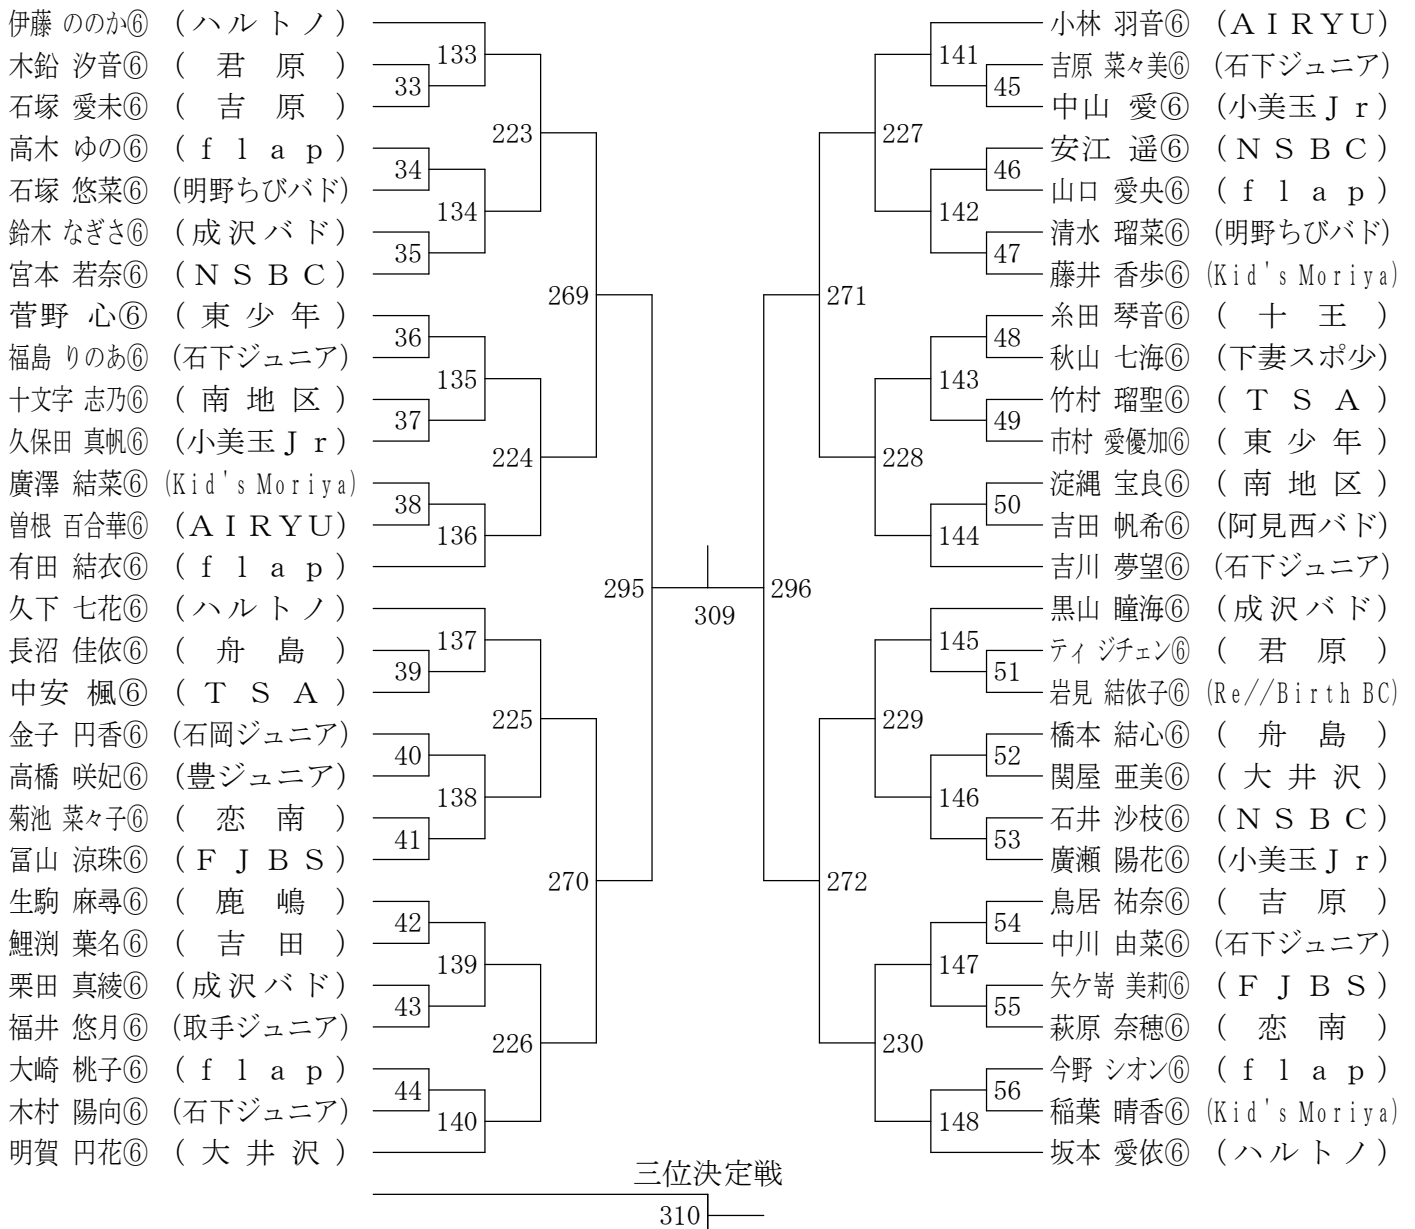 伊藤 ののか⑥ (ハルトノ)
木鉛 汐音⑥ (君原)
石塚 愛未⑥ (吉原)
高木 ゆの⑥ (flap)
石塚 悠菜⑥ (明野ちびバド)
鈴木 なぎさ⑥ (成沢バド)
宮本 若奈⑥ (NSBC)
菅野 心⑥ (東少年)
福島 りのあ⑥ (石下ジュニア)
十文字 志乃⑥ (南地区)
久保田 真帆⑥ (小美玉Jr)
廣澤 結菜⑥ (Kid's Moriya)
曽根 百合華⑥ (AIRYU)
有田 結衣⑥ (flap)
久下 七花⑥ (ハルトノ)
長沼 佳依⑥ (舟島)
中安 楓⑥ (TSA)
金子 円香⑥ (石岡ジュニア)
高橋 咲妃⑥ (豊ジュニア)
菊池 菜々子⑥ (恋南)
冨山 涼珠⑥ (FJBS)
生駒 麻尋⑥ (鹿嶋)
鯉渕 葉名⑥ (吉田)
栗田 真綾⑥ (成沢バド)
福井 悠月⑥ (取手ジュニア)
大崎 桃子⑥ (flap)
木村 陽向⑥ (石下ジュニア)
明賀 円花⑥ (大井沢)
33
34
35
36
37
38
39
40
41
42
43
44
133
134
135
136
137
138
139
140
223
224
225
226
269
270
295
309
296
271
272
227
228
229
230
141
142
143
144
145
146
147
148
45
46
47
48
49
50
51
52
53
54
55
56
小林 羽音⑥ (AIRYU)
吉原 菜々美⑥ (石下ジュニア)
中山 愛⑥ (小美玉Jr)
安江 遥⑥ (NSBC)
山口 愛央⑥ (flap)
清水 瑠菜⑥ (明野ちびバド)
藤井 香歩⑥ (Kid's Moriya)
糸田 琴音⑥ (十王)
秋山 七海⑥ (下妻スポ少)
竹村 瑠聖⑥ (TSA)
市村 愛優加⑥ (東少年)
淀縄 宝良⑥ (南地区)
吉田 帆希⑥ (阿見西バド)
吉川 夢望⑥ (石下ジュニア)
黒山 瞳海⑥ (成沢バド)
ティ ジチェン⑥ (君原)
岩見 結依子⑥ (Re//Birth BC)
橋本 結心⑥ (舟島)
関屋 亜美⑥ (大井沢)
石井 沙枝⑥ (NSBC)
廣瀬 陽花⑥ (小美玉Jr)
鳥居 祐奈⑥ (吉原)
中川 由菜⑥ (石下ジュニア)
矢ケ嵜 美莉⑥ (FJBS)
萩原 奈穂⑥ (恋南)
今野 シオン⑥ (flap)
稲葉 晴香⑥ (Kid's Moriya)
坂本 愛依⑥ (ハルトノ)
三位決定戦
310